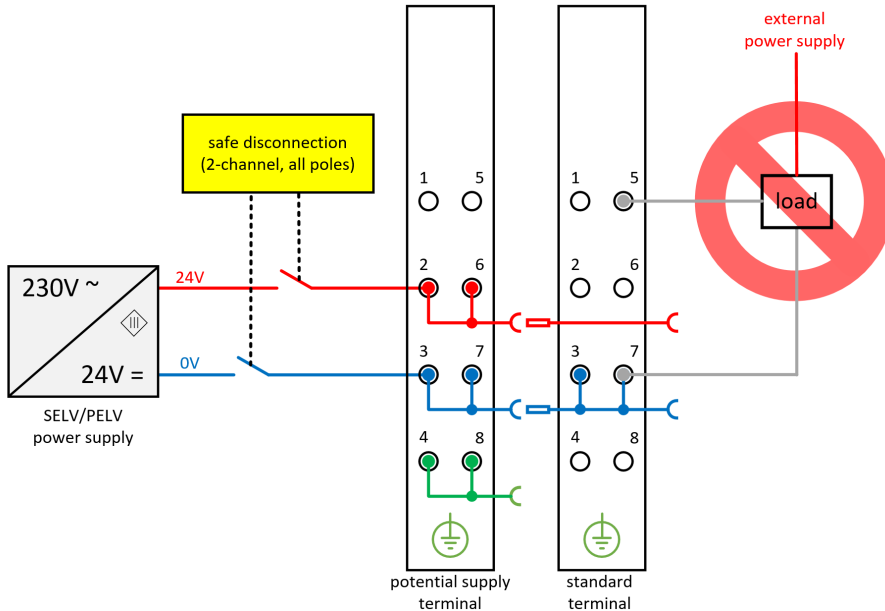 external
power supply
safe disconnection
(2-channel, all poles)
1
5
1
5
load
2
6
2
6
24V
230V ~
III
24V =
0V
3
7
3
7
SELV/PELV
power supply
4
8
4
8
potential supply
terminal
standard
terminal